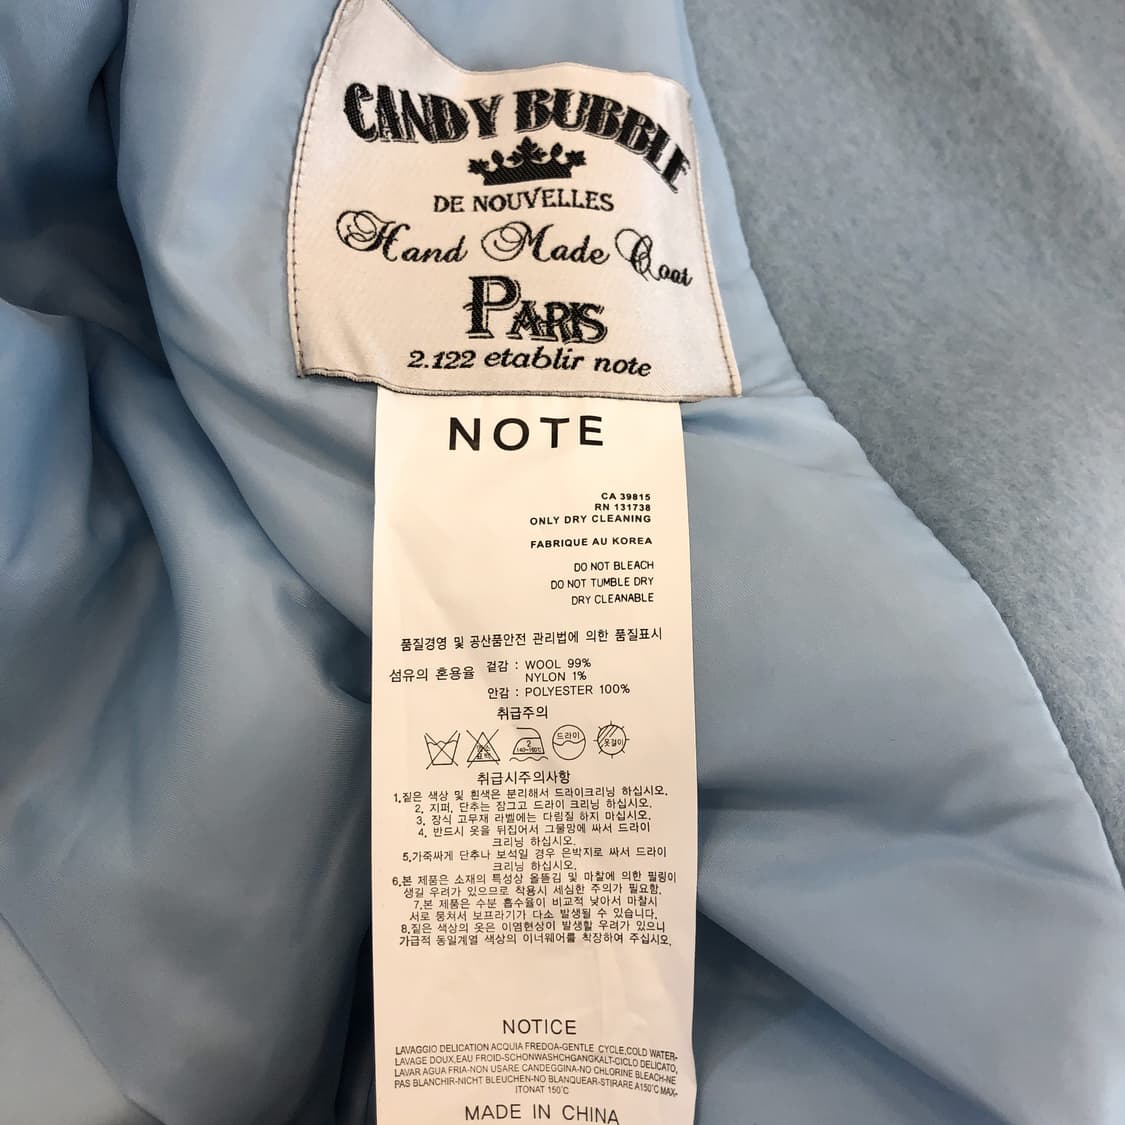 CANDY BUBBLE
DE NOUVELLES
Hand Made Coat
PARIS
2.122 etablir note
NOTE
CA 39815
RN 131738
ONLY DRY CLEANING
FABRIQUE AU KOREA
DO NOT BLEACH
DO NOT TUMBLE DRY
DRY CLEANABLE
품질경영 및 공산품안전 관리법에 의한 품질표시
섬유의 혼용율 겉감 : WOOL 99%
NYLON 1%
안감 : POLYESTER 100%
취급주의
염소 표백 2 140~160℃ 드라이 옷걸이
취급시주의사항
1.짙은 색상 및 흰색은 분리해서 드라이크리닝 하십시오.
2. 지퍼, 단추는 잠그고 드라이 크리닝 하십시오.
3. 장식 고무재 라벨에는 다림질 하지 마십시오.
4. 반드시 옷을 뒤집어서 그물망에 싸서 드라이
크리닝 하십시오.
5.가죽싸게 단추나 보석일 경우 은박지로 싸서 드라이
크리닝 하십시오.
6.본 제품은 소재의 특성상 올뜯김 및 마찰에 의한 필링이
생길 우려가 있으므로 착용시 세심한 주의가 필요함.
7.본 제품은 수분 흡수율이 비교적 낮아서 마찰시
서로 뭉쳐서 보프라기가 다소 발생될 수 있습니다.
8.짙은 색상의 옷은 이염현상이 발생할 우려가 있으니
가급적 동일계열 색상의 이너웨어를 착장하여 주십시오.
NOTICE
LAVAGGIO DELICATION ACQUIA FREDOA-GENTLE CYCLE,COLD WATER-
LAVAGE DOUX,EAU FROID-SCHONWASHCHGANGKALT-CICLO DELICATO,
LAVAR AGUA FRIA-NON USARE CANDEGGINA-NO CHLORINE BLEACH-NE
PAS BLANCHIR-NICHT BLEUCHEN-NO BLANQUEAR-STIRARE A150℃ MAX-
ITONAT 150℃
MADE IN CHINA